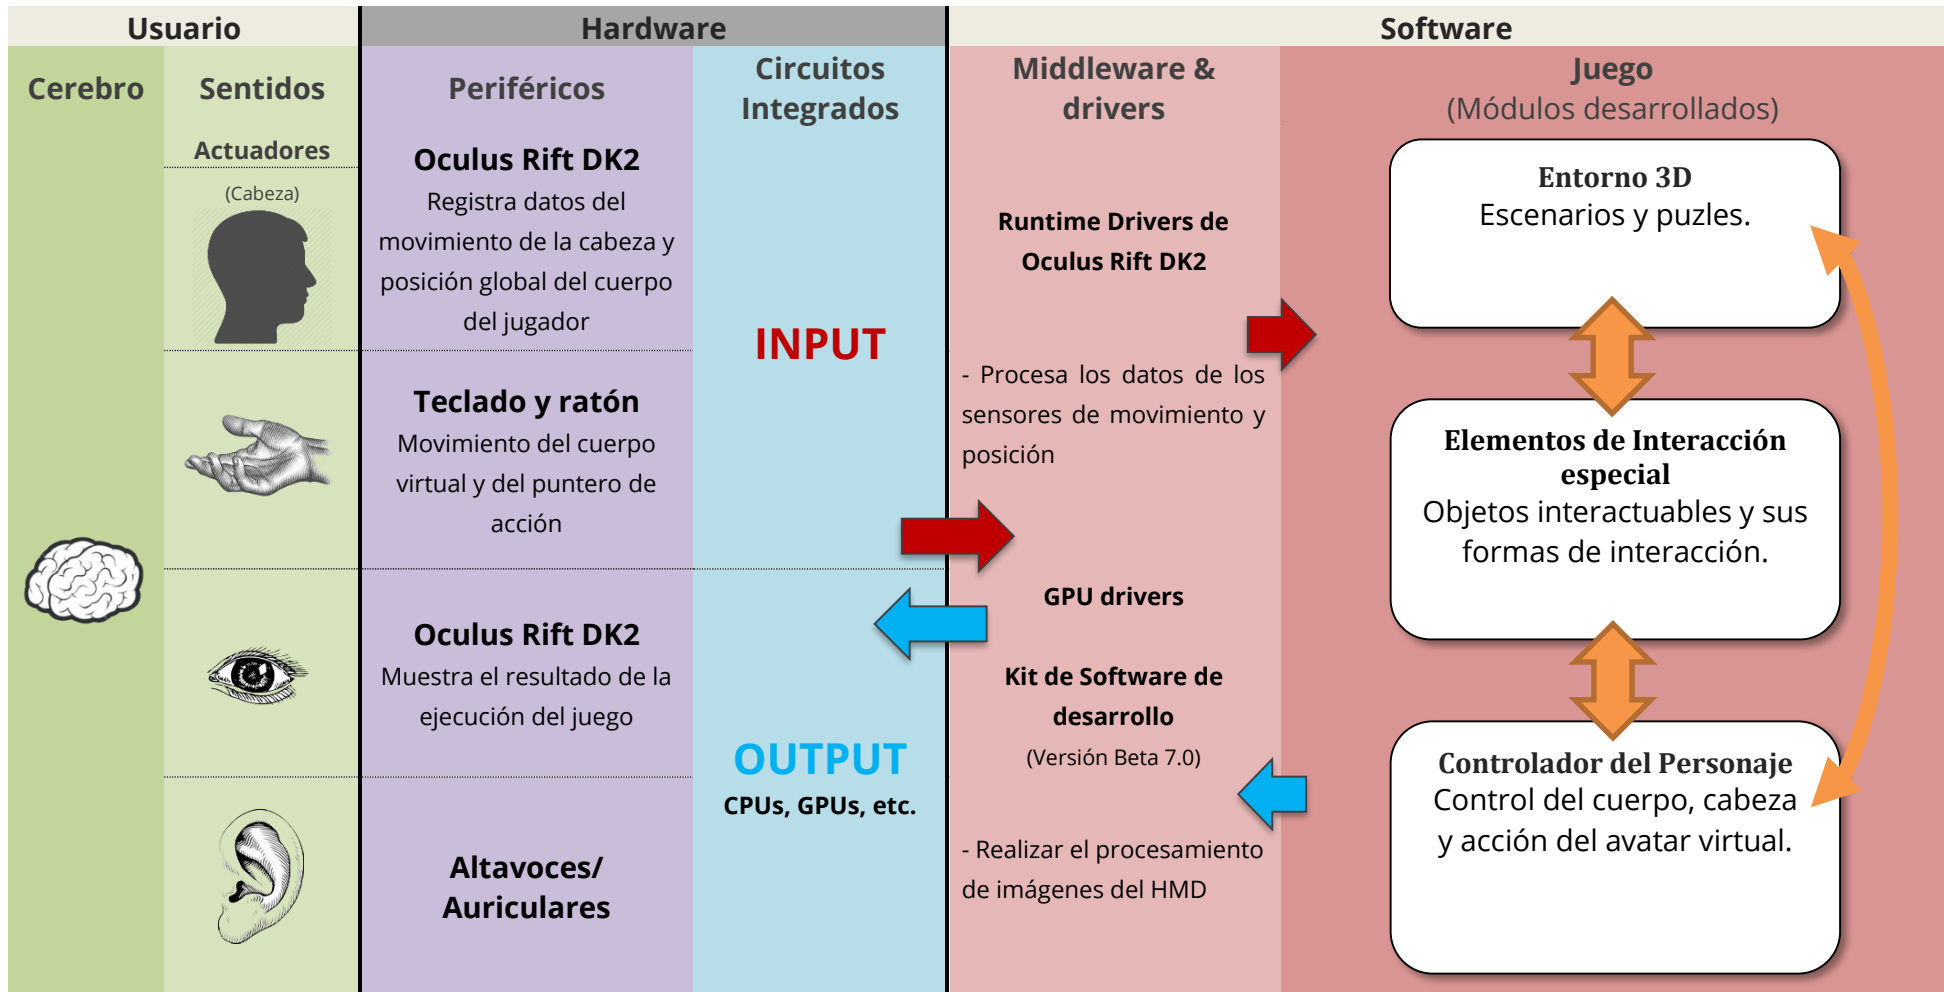 Usuario
Hardware
Software
Cerebro
Sentidos
Periféricos
Circuitos
Integrados
Middleware &
drivers
Juego
(Módulos desarrollados)
Actuadores
(Cabeza)
Oculus Rift DK2
Registra datos del
movimiento de la cabeza y
posición global del cuerpo
del jugador
Teclado y ratón
Movimiento del cuerpo
virtual y del puntero de
acción
Oculus Rift DK2
Muestra el resultado de la
ejecución del juego
Altavoces/
Auriculares
INPUT
OUTPUT
CPUs, GPUs, etc.
Runtime Drivers de
Oculus Rift DK2
- Procesa los datos de los
sensores de movimiento y
posición
GPU drivers
Kit de Software de
desarrollo
(Versión Beta 7.0)
- Realizar el procesamiento
de imágenes del HMD
Entorno 3D
Escenarios y puzles.
Elementos de Interacción
especial
Objetos interactuables y sus
formas de interacción.
Controlador del Personaje
Control del cuerpo, cabeza
y acción del avatar virtual.